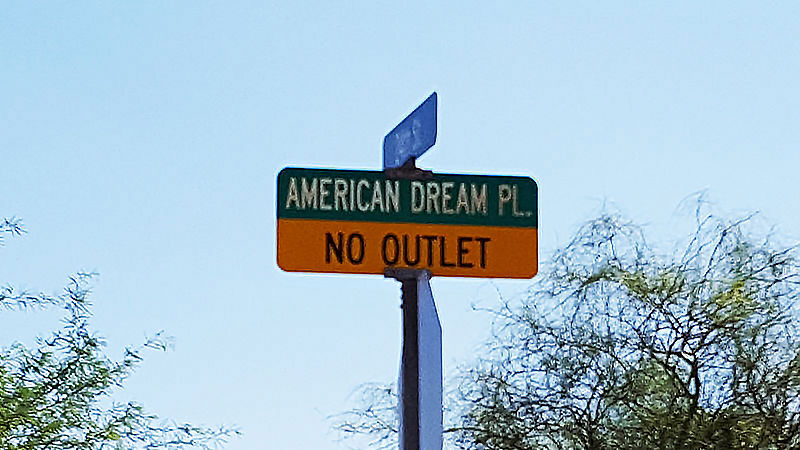 AMERICAN DREAM PL.
NO OUTLET